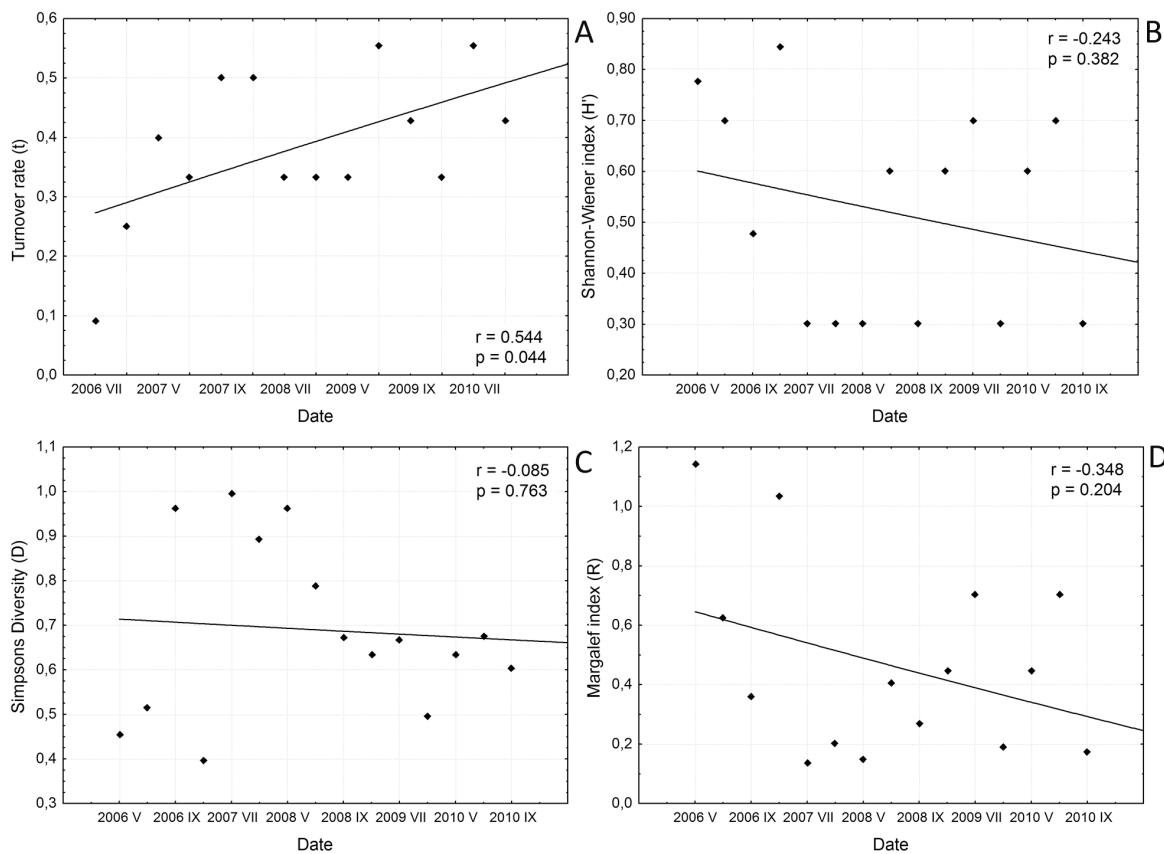 A
0,6
0,5
0,4
0,3
0,2
0,1
0,0
Turnover rate (t)
r = 0.544
p = 0.044
2006 VII 2007 V 2007 IX 2008 VII 2009 V 2009 IX 2010 VII
Date
B
0,90
0,80
0,70
0,60
0,50
0,40
0,30
0,20
Shannon-Wiener index (H')
r = -0.243
p = 0.382
2006 V 2006 IX 2007 VII 2008 V 2008 IX 2009 VII 2010 V 2010 IX
Date
C
1,1
1,0
0,9
0,8
0,7
0,6
0,5
0,4
0,3
Simpsons Diversity (D)
r = -0.085
p = 0.763
2006 V 2006 IX 2007 VII 2008 V 2008 IX 2009 VII 2010 V 2010 IX
Date
D
1,2
1,0
0,8
0,6
0,4
0,2
0,0
Margalef index (R)
r = -0.348
p = 0.204
2006 V 2006 IX 2007 VII 2008 V 2008 IX 2009 VII 2010 V 2010 IX
Date